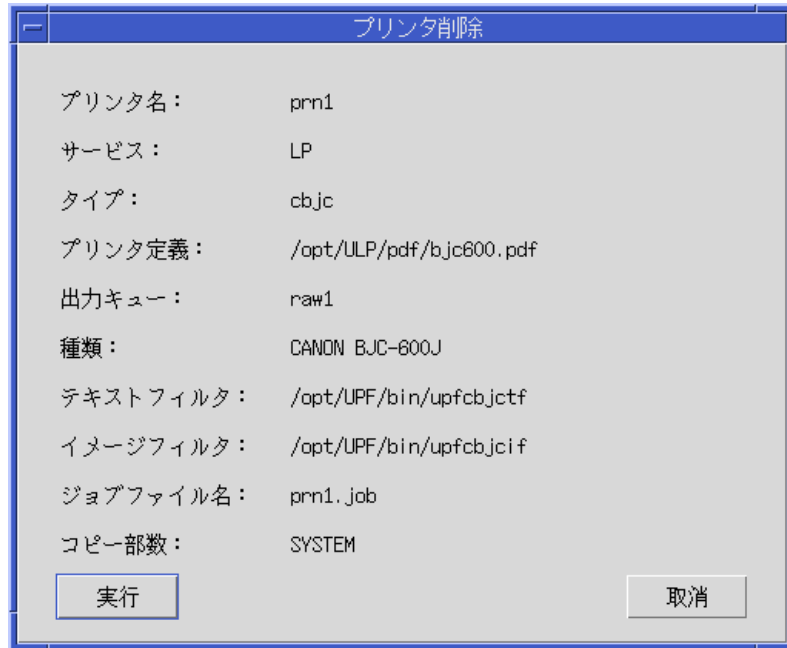 プリンタ削除
プリンタ名： prn1
サービス： LP
タイプ： cbjc
プリンタ定義： /opt/ULP/pdf/bjc600.pdf
出力キュー： raw1
種類： CANON BJC-600J
テキストフィルタ： /opt/UPF/bin/upfcbjctf
イメージフィルタ： /opt/UPF/bin/upfcbjcif
ジョブファイル名： prn1.job
コピー部数： SYSTEM
実行 取消